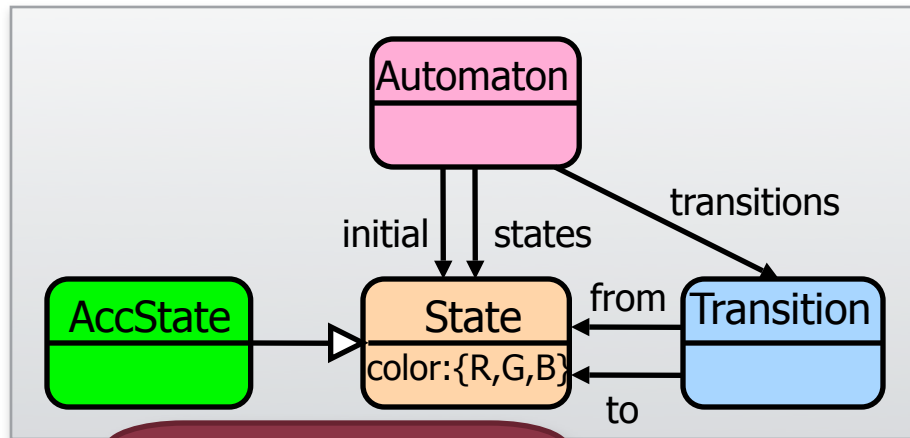 Automaton
transitions
initial
states
AccState
State
color:{R,G,B}
from
Transition
to